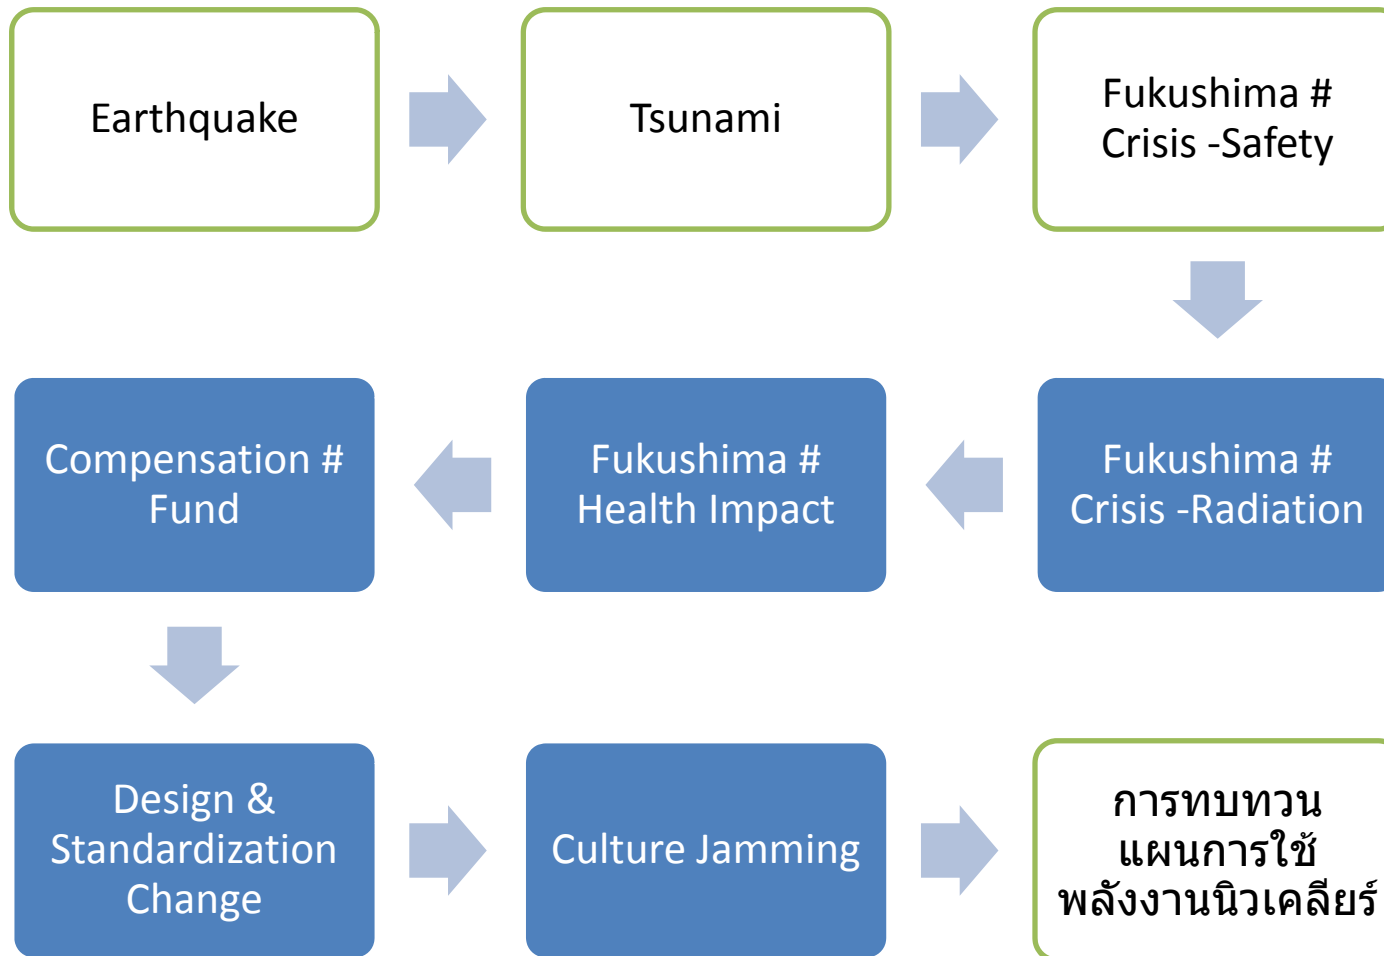 Earthquake
Tsunami
Fukushima #
Crisis -Safety
Fukushima #
Crisis -Radiation
Fukushima #
Health Impact
Compensation #
Fund
Design &
Standardization
Change
Culture Jamming
การทบทวน
แผนการใช้
พลังงานนิวเคลียร์